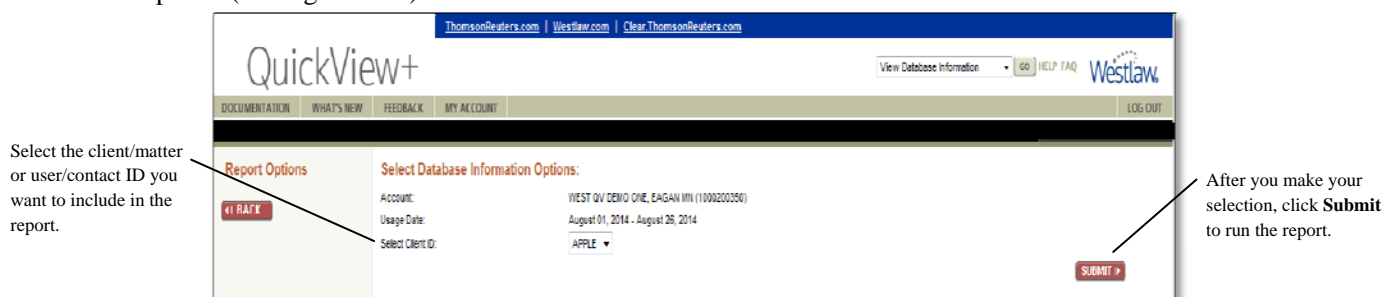 ThomsonReuters.com | Westlaw.com | Clear.ThomsonReuters.com
QuickView+
View Database Information GO HELP FAQ Westlaw.
DOCUMENTATION WHAT'S NEW FEEDBACK MY ACCOUNT LOG OUT
Select the client/matter
or user/contact ID you
want to include in the
report.
Report Options
BACK
Select Database Information Options:
Account: WEST QV DEMO ONE, EAGAN MN (1000200350)
Usage Date: August 01, 2014 - August 26, 2014
Select Client ID: APPLE
SUBMIT
After you make your
selection, click Submit
to run the report.